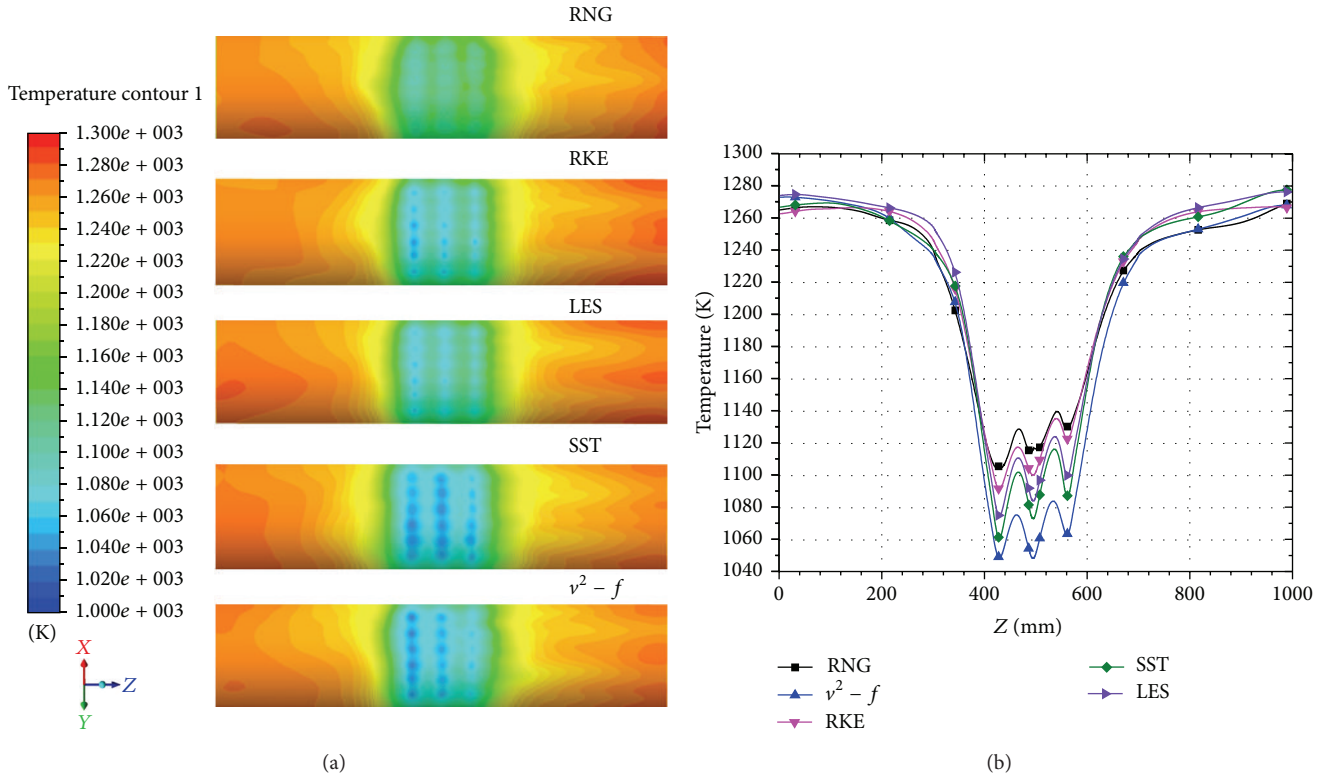 RNG
Temperature contour 1
1.300e + 003
1.280e + 003
1.260e + 003
1.240e + 003
1.220e + 003
1.200e + 003
1.180e + 003
1.160e + 003
1.140e + 003
1.120e + 003
1.100e + 003
1.080e + 003
1.060e + 003
1.040e + 003
1.020e + 003
1.000e + 003
(K)
X
Z
Y
RKE
LES
SST
v² − f
(a)
1300
1280
1260
1240
1220
1200
1180
1160
1140
1120
1100
1080
1060
1040
Temperature (K)
0 200 400 600 800 1000
Z (mm)
RNG
v² − f
RKE
SST
LES
(b)